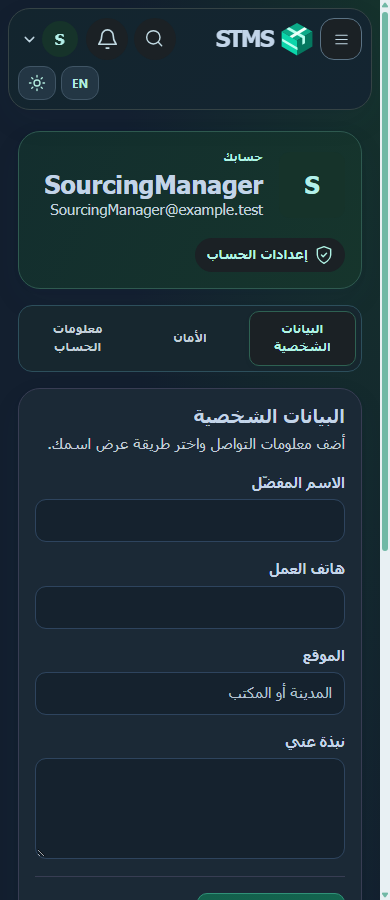 STMS
S
EN
حسابك
SourcingManager
S
SourcingManager@example.test
إعدادات الحساب
البيانات الشخصية
الأمان
معلومات الحساب
البيانات الشخصية
أضف معلومات التواصل واختر طريقة عرض اسمك.
الاسم المفضّل
هاتف العمل
الموقع
المدينة أو المكتب
نبذة عني